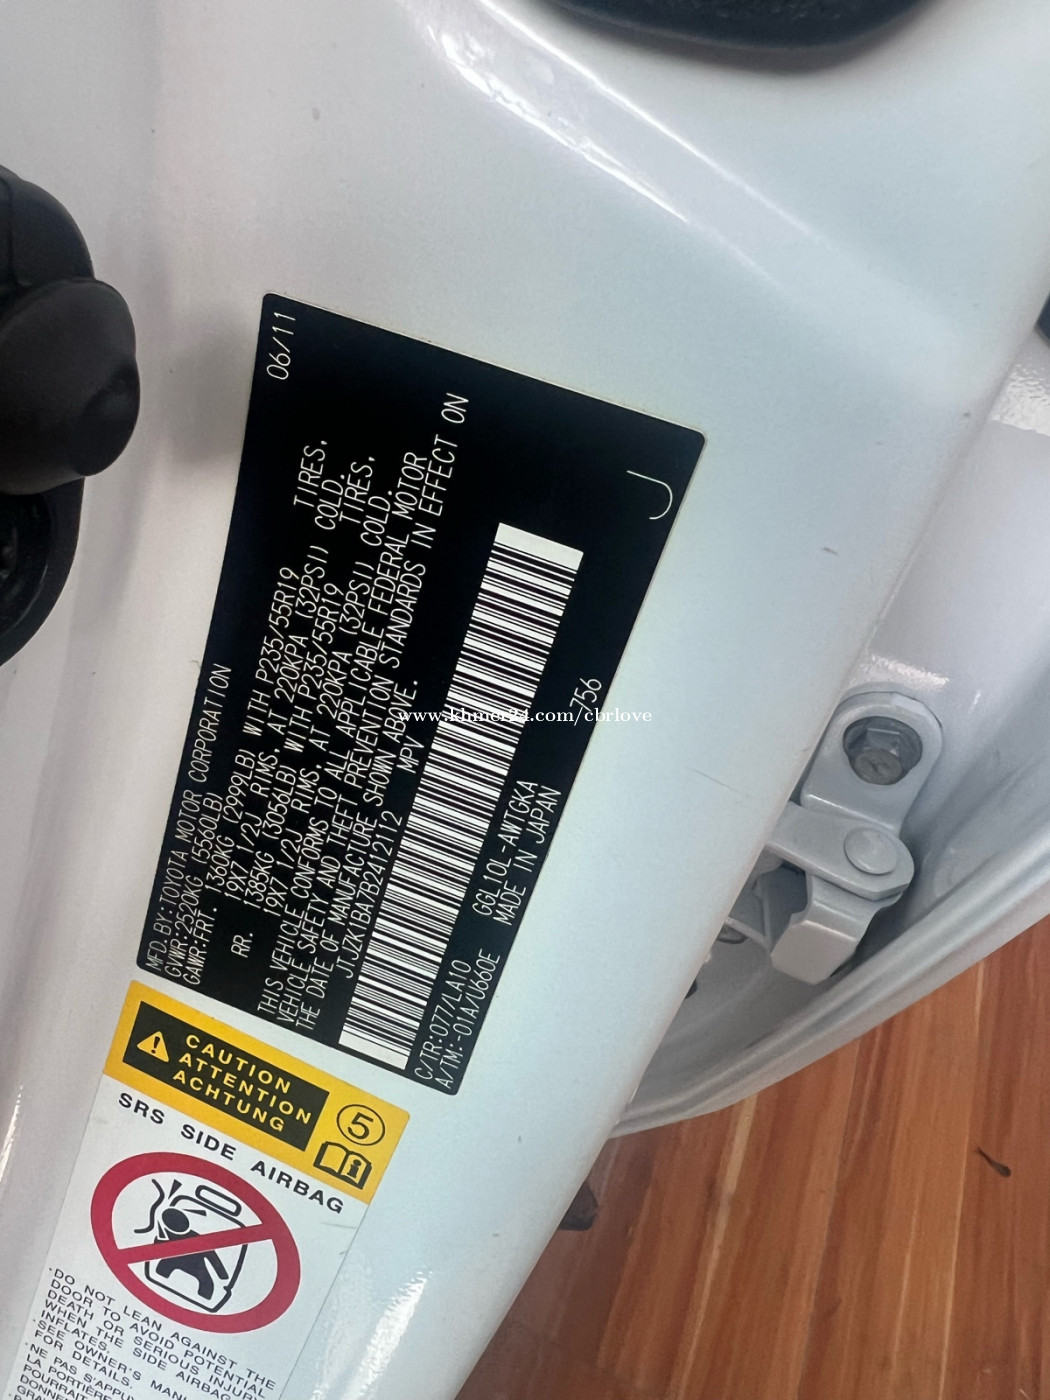 06/11
MFD.BY:TOYOTA MOTOR CORPORATION
GVWR:2520KG (5560LB)
GAWR:FRT. 1360KG (2999LB) WITH P235/55R19 TIRES,
19X7 1/2J RIMS, AT 220KPA (32PSI) COLD.
RR. 1385KG (3056LB) WITH P235/55R19 TIRES,
19X7 1/2J RIMS, AT 220KPA (32PSI) COLD.
THIS VEHICLE CONFORMS TO ALL APPLICABLE FEDERAL MOTOR
VEHICLE SAFETY AND THEFT PREVENTION STANDARDS IN EFFECT ON
THE DATE OF MANUFACTURE SHOWN ABOVE.
JTJZK1BA7B2412112 MPV
J
756
C/TR:077/LA10 GGL10L-AWTGKA
A/TM:-01A/U660E MADE IN JAPAN
www.khmer24.com/cbrlove
CAUTION
ATTENTION
ACHTUNG
5
SRS SIDE AIRBAG
·DO NOT LEAN AGAINST THE
DOOR TO AVOID POTENTIAL
DEATH OR SERIOUS INJURY
WHEN THE SIDE AIRBAG
INFLATES.
·SEE OWNER'S
FOR DETAILS.
·NE PAS
LA